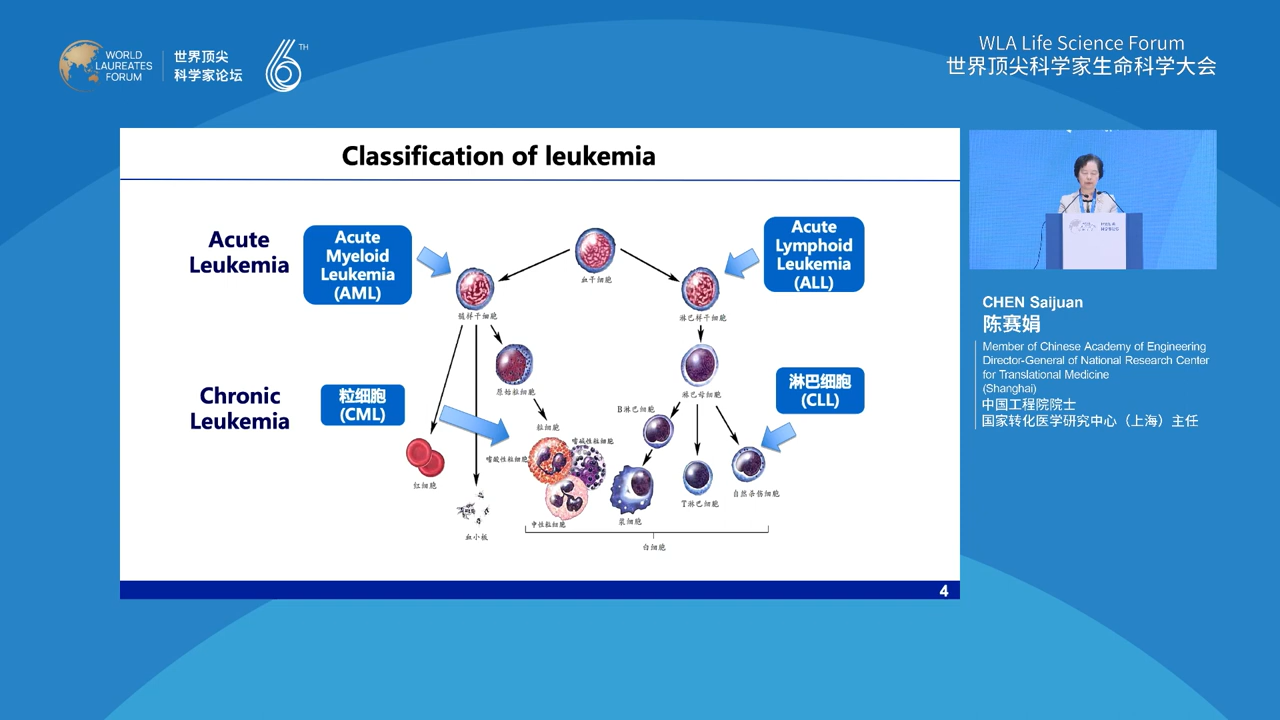 WORLD
LAUREATES
FORUM
世界顶尖
科学家论坛
6TH
WLA Life Science Forum
世界顶尖科学家生命科学大会
Classification of leukemia
Acute
Leukemia
Acute
Myeloid
Leukemia
(AML)
Acute
Lymphoid
Leukemia
(ALL)
血干细胞
髓样干细胞
淋巴样干细胞
Chronic
Leukemia
粒细胞
(CML)
淋巴细胞
(CLL)
原始粒细胞
淋巴母细胞
B淋巴细胞
粒细胞
嗜碱性粒细胞
嗜酸性粒细胞
红细胞
自然杀伤细胞
T淋巴细胞
浆细胞
中性粒细胞
血小板
白细胞
4
CHEN Saijuan
陈赛娟
Member of Chinese Academy of Engineering
Director-General of National Research Center
for Translational Medicine
(Shanghai)
中国工程院院士
国家转化医学研究中心（上海）主任